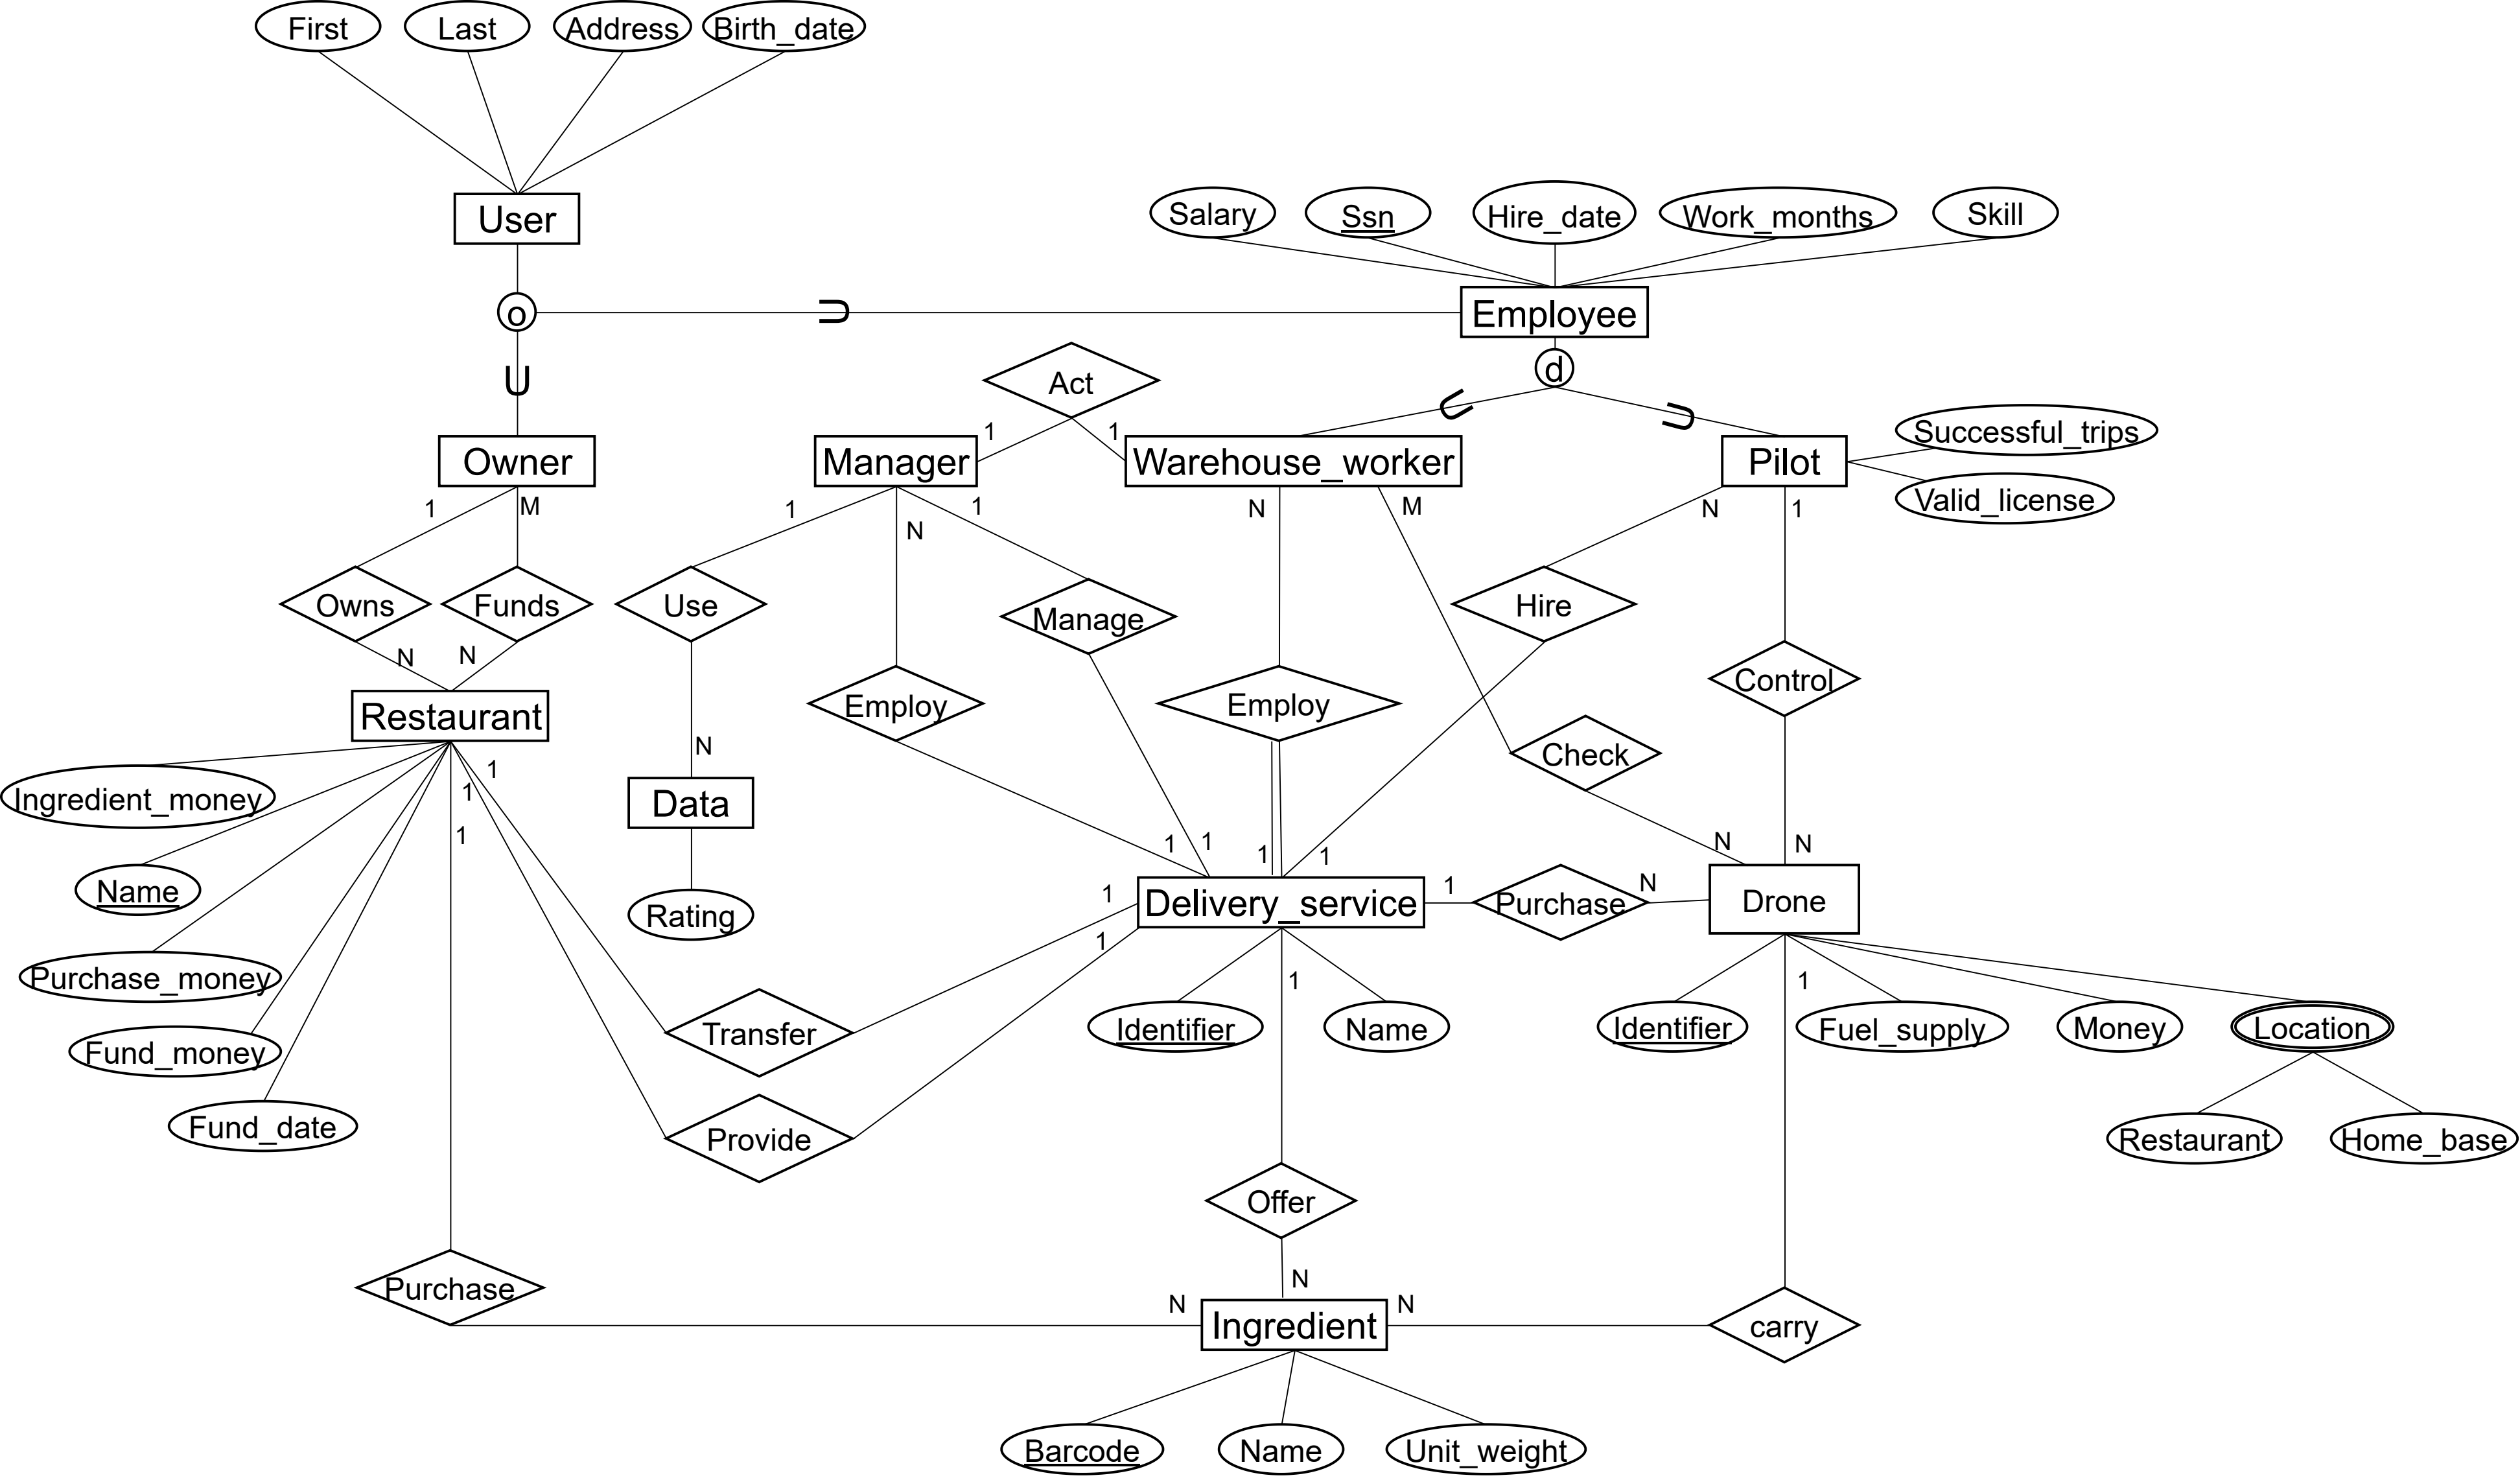 First
Last
Address
Birth_date
User
Salary
Ssn
Hire_date
Work_months
Skill
o
Employee
d
Act
1
1
Successful_trips
Owner
Manager
Warehouse_worker
Pilot
Valid_license
1
M
1
N
1
N
M
N
1
Owns
Funds
Use
Manage
Hire
N
N
Control
Restaurant
Employ
Employ
N
Check
1
1
1
Ingredient_money
Data
1
1
1
1
N
N
Name
Rating
1
Delivery_service
1
Purchase
N
Drone
1
Purchase_money
1
1
Transfer
Identifier
Name
Identifier
Fuel_supply
Money
Location
Fund_money
Fund_date
Provide
Restaurant
Home_base
Offer
Purchase
N
N
N
Ingredient
carry
Barcode
Name
Unit_weight